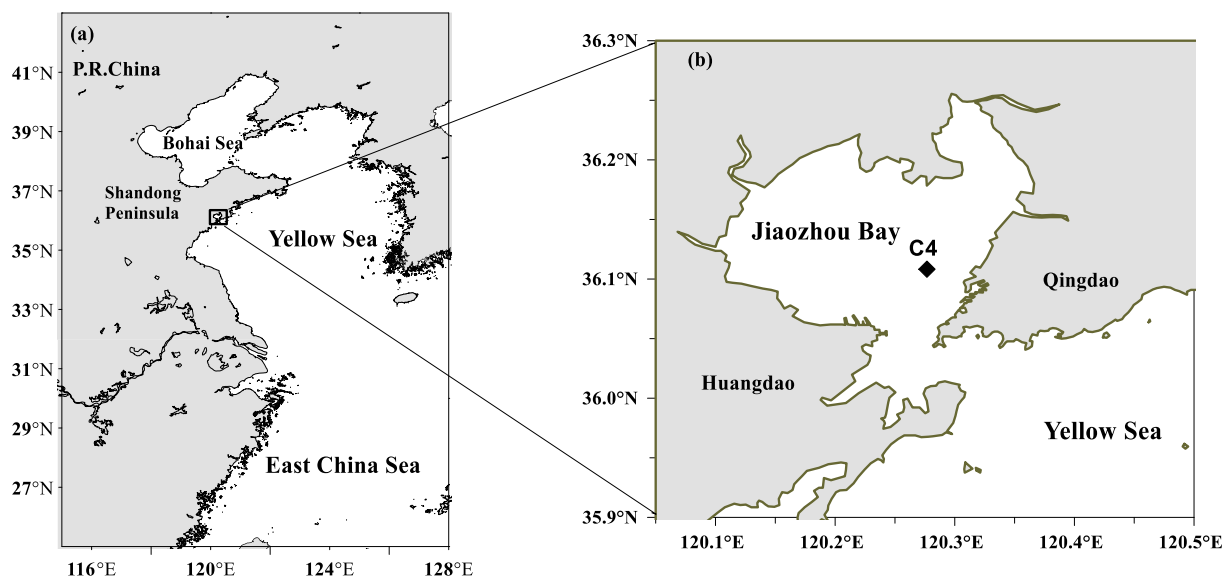 (a)
P.R.China
Bohai Sea
Shandong
Peninsula
Yellow Sea
East China Sea
41°N
39°N
37°N
35°N
33°N
31°N
29°N
27°N
116°E
120°E
124°E
128°E
(b)
Jiaozhou Bay
C4
Qingdao
Huangdao
Yellow Sea
36.3°N
36.2°N
36.1°N
36.0°N
35.9°N
120.1°E
120.2°E
120.3°E
120.4°E
120.5°E